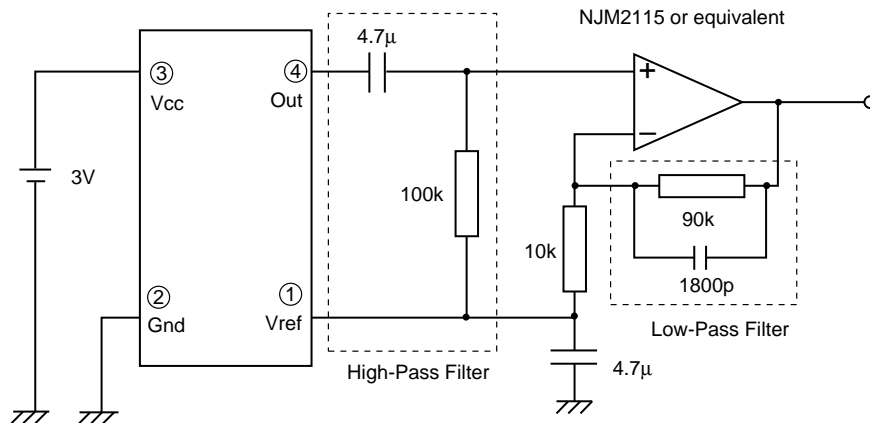 NJM2115 or equivalent
4.7μ
③
Vcc
④
Out
+
−
3V
100k
90k
10k
1800p
②
Gnd
①
Vref
Low-Pass Filter
High-Pass Filter
4.7μ